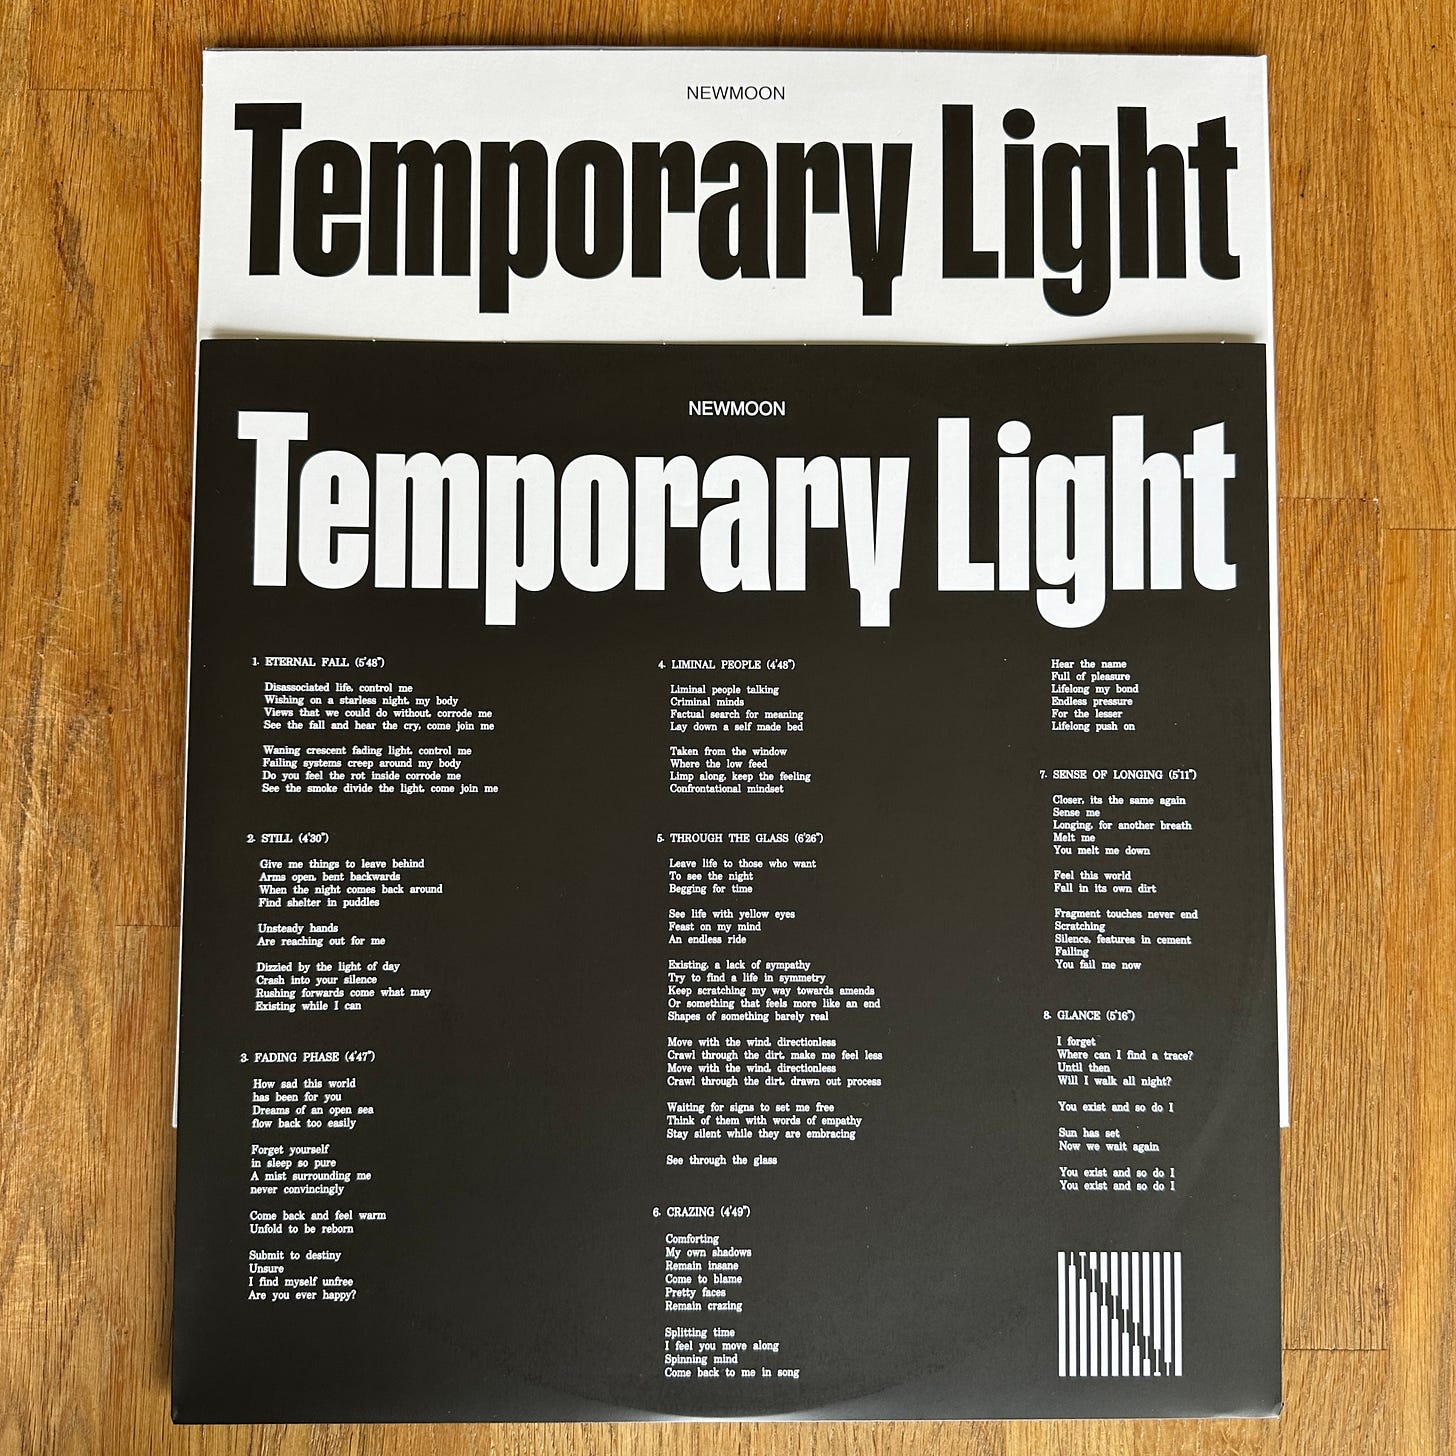 NEWMOON
Temporary Light
NEWMOON
Temporary Light
1. ETERNAL FALL (5'48")
Disassociated life, control me
Wishing on a starless night, my body
Views that we could do without, corrode me
See the fall and hear the cry, come join me
Waning crescent fading light, control me
Failing systems creep around my body
Do you feel the rot inside corrode me
See the smoke divide the light, come join me
2. STILL (4'30")
Give me things to leave behind
Arms open, bent backwards
When the night comes back around
Find shelter in puddles
Unsteady hands
Are reaching out for me
Dizzied by the light of day
Crash into your silence
Rushing forwards come what may
Existing while I can
3. FADING PHASE (4'47")
How sad this world
has been for you
Dreams of an open sea
flow back too easily
Forget yourself
in sleep so pure
A mist surrounding me
never convincingly
Come back and feel warm
Unfold to be reborn
Submit to destiny
Unsure
I find myself unfree
Are you ever happy?
4. LIMINAL PEOPLE (4'48")
Liminal people talking
Criminal minds
Factual search for meaning
Lay down a self made bed
Taken from the window
Where the low feed
Limp along, keep the feeling
Confrontational mindset
5. THROUGH THE GLASS (6'26")
Leave life to those who want
To see the night
Begging for time
See life with yellow eyes
Feast on my mind
An endless ride
Existing, a lack of sympathy
Try to find a life in symmetry
Keep scratching my way towards amends
Or something that feels more like an end
Shapes of something barely real
Move with the wind, directionless
Crawl through the dirt, make me feel less
Move with the wind, directionless
Crawl through the dirt, drawn out process
Waiting for signs to set me free
Think of them with words of empathy
Stay silent while they are embracing
See through the glass
6. CRAZING (4'49")
Comforting
My own shadows
Remain insane
Come to blame
Pretty faces
Remain crazing
Splitting time
I feel you move along
Spinning mind
Come back to me in song
Hear the name
Full of pleasure
Lifelong my bond
Endless pressure
For the lesser
Lifelong push on
7. SENSE OF LONGING (5'11")
Closer, its the same again
Sense me
Longing, for another breath
Melt me
You melt me down
Feel this world
Fall in its own dirt
Fragment touches never end
Scratching
Silence, features in cement
Failing
You fail me now
8. GLANCE (5'16")
I forget
Where can I find a trace?
Until then
Will I walk all night?
You exist and so do I
Sun has set
Now we wait again
You exist and so do I
You exist and so do I